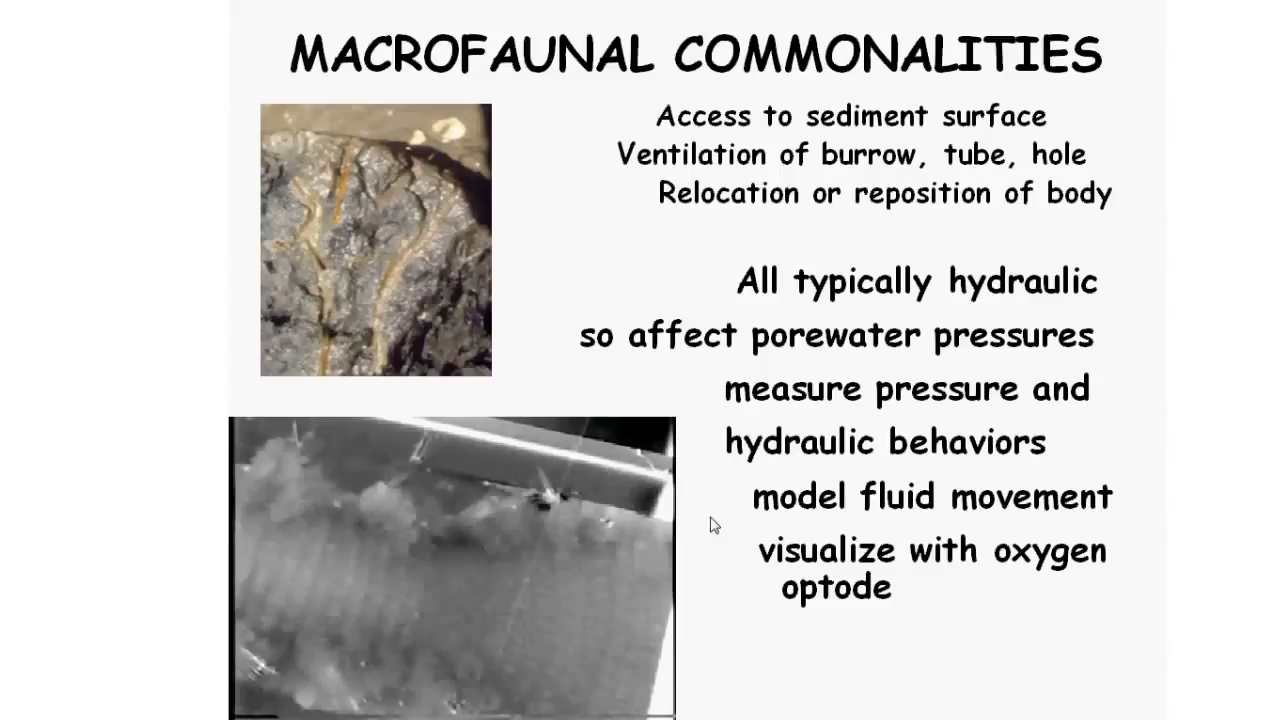 MACROFAUNAL COMMONALITIES
Access to sediment surface
Ventilation of burrow, tube, hole
Relocation or reposition of body
All typically hydraulic
so affect porewater pressures
measure pressure and
hydraulic behaviors
model fluid movement
visualize with oxygen
optode